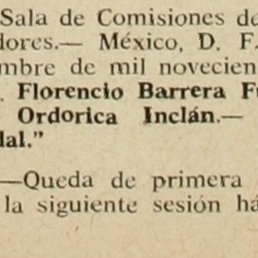 Sala de Comisiones de
dores.— México, D. F.
mbre de mil novecien
Florencio Barrera F
Ordorica Inclán.—
dal."
—Queda de primera
la siguiente sesión há